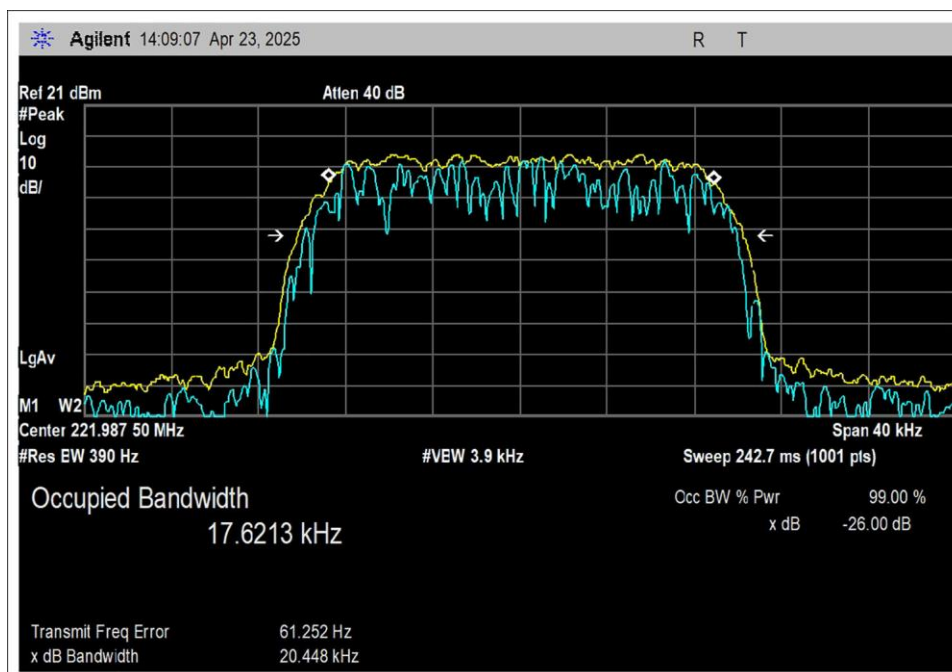 Agilent 14:09:07 Apr 23, 2025 R T
Ref 21 dBm Atten 40 dB
#Peak
Log
10
dB/
LgAv
M1 W2
Center 221.987 50 MHz Span 40 kHz
#Res BW 390 Hz #VBW 3.9 kHz Sweep 242.7 ms (1001 pts)
Occupied Bandwidth Occ BW % Pwr 99.00 %
17.6213 kHz x dB -26.00 dB
Transmit Freq Error 61.252 Hz
x dB Bandwidth 20.448 kHz